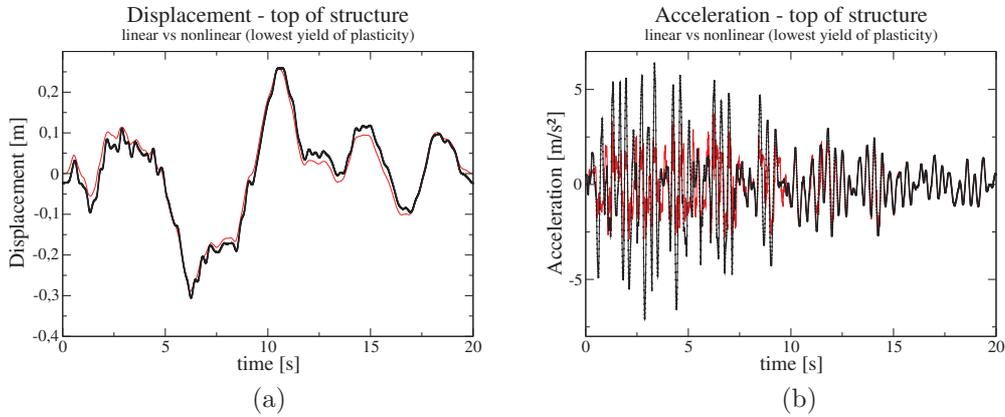 Displacement - top of structure
linear vs nonlinear (lowest yield of plasticity)
Displacement [m]
0,2
0,1
0
-0,1
-0,2
-0,3
-0,4
0 5 10 15 20
time [s]
(a)
Acceleration - top of structure
linear vs nonlinear (lowest yield of plasticity)
Acceleration [m/s²]
5
0
-5
0 5 10 15 20
time [s]
(b)